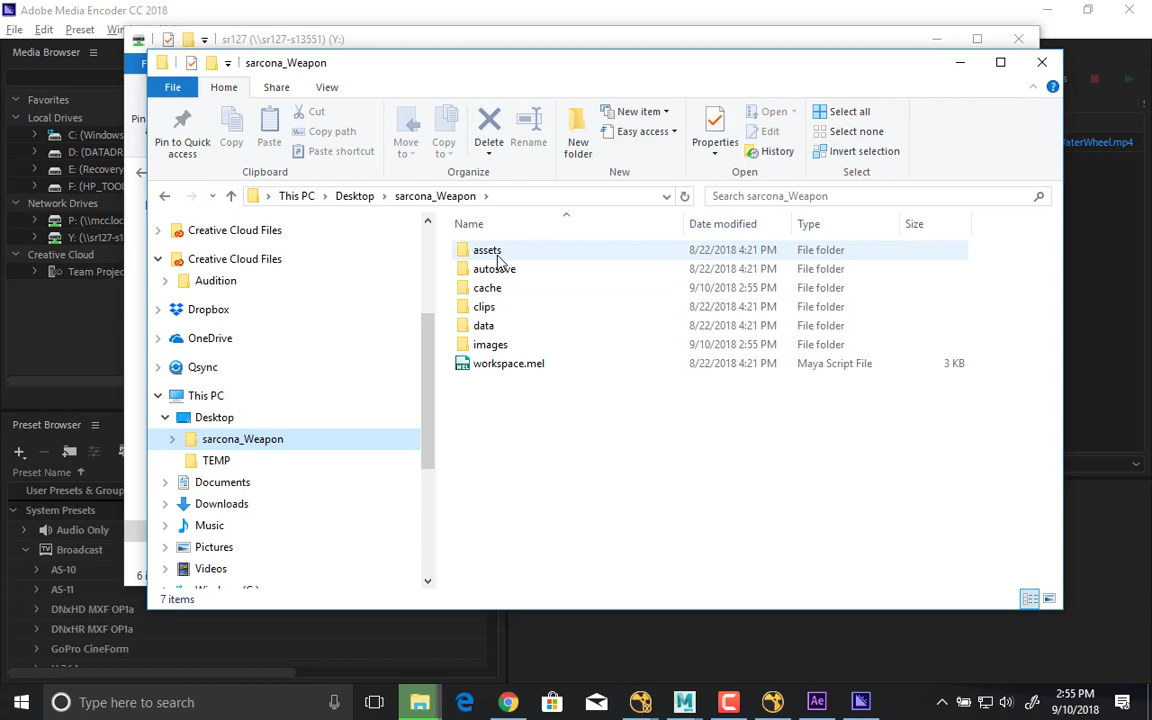 Adobe Media Encoder CC 2018
File Edit Preset
sr127 (\\sr127-s13551) (Y:)
sarcona_Weapon
File Home Share View
Media Browser
Favorites
Local Drives
C: (Windows
D: (DATADR
E: (Recovery
F: (HP_TOOL
Network Drives
P: (\\mcc.loc
Y: (\\sr127-s1
Creative Cloud
Team Projec
Pin to Quick access
Copy
Paste
Cut
Copy path
Paste shortcut
Clipboard
Move to
Copy to
Delete
Rename
Organize
New folder
New item
Easy access
New
Properties
Open
Edit
History
Open
Select all
Select none
Invert selection
Select
aterWheel.mp4
This PC > Desktop > sarcona_Weapon >
Search sarcona_Weapon
Name Date modified Type Size
assets 8/22/2018 4:21 PM File folder
autosave 8/22/2018 4:21 PM File folder
cache 9/10/2018 2:55 PM File folder
clips 8/22/2018 4:21 PM File folder
data 8/22/2018 4:21 PM File folder
images 9/10/2018 2:55 PM File folder
workspace.mel 8/22/2018 4:21 PM Maya Script File 3 KB
Creative Cloud Files
Creative Cloud Files
Audition
Dropbox
OneDrive
Qsync
This PC
Desktop
sarcona_Weapon
TEMP
Documents
Downloads
Music
Pictures
Videos
7 items
6 i
Preset Browser
Preset Name
User Presets & Group
System Presets
Audio Only
Broadcast
AS-10
AS-11
DNxHD MXF OP1a
DNxHR MXF OP1a
GoPro CineForm
Type here to search
2:55 PM
9/10/2018